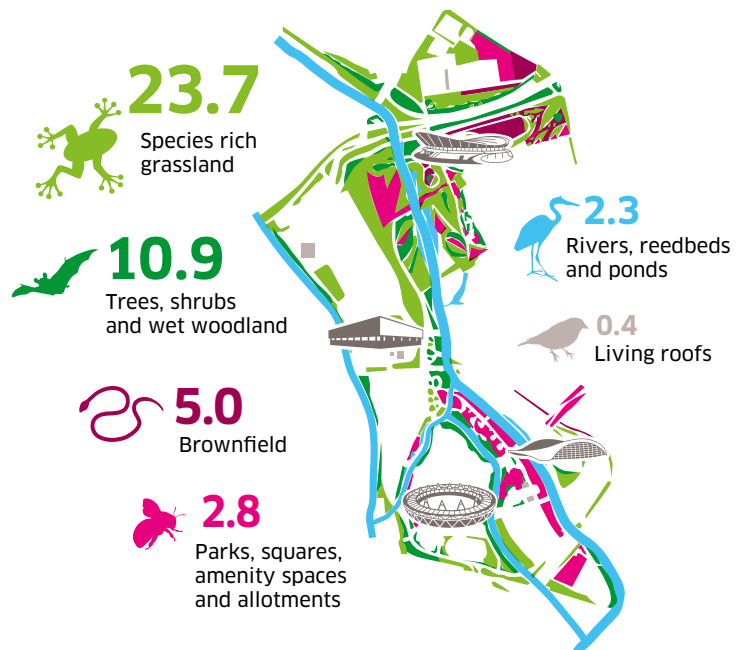 23.7
Species rich
grassland
10.9
Trees, shrubs
and wet woodland
5.0
Brownfield
2.8
Parks, squares,
amenity spaces
and allotments
2.3
Rivers, reedbeds
and ponds
0.4
Living roofs